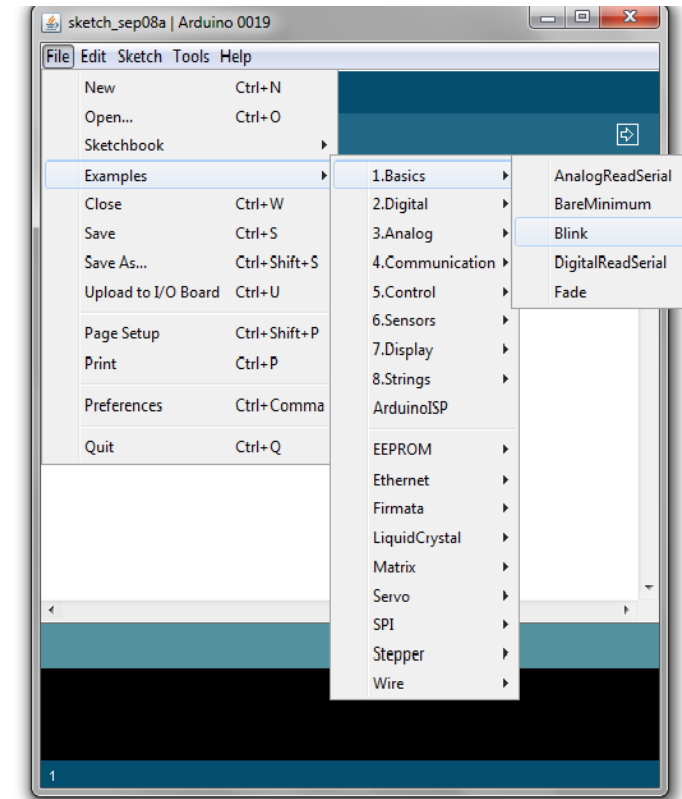 sketch_sep08a | Arduino 0019
File Edit Sketch Tools Help
New Ctrl+N
Open... Ctrl+O
Sketchbook
Examples
Close Ctrl+W
Save Ctrl+S
Save As... Ctrl+Shift+S
Upload to I/O Board Ctrl+U
Page Setup Ctrl+Shift+P
Print Ctrl+P
Preferences Ctrl+Comma
Quit Ctrl+Q
1.Basics
2.Digital
3.Analog
4.Communication
5.Control
6.Sensors
7.Display
8.Strings
ArduinoISP
EEPROM
Ethernet
Firmata
LiquidCrystal
Matrix
Servo
SPI
Stepper
Wire
AnalogReadSerial
BareMinimum
Blink
DigitalReadSerial
Fade
1